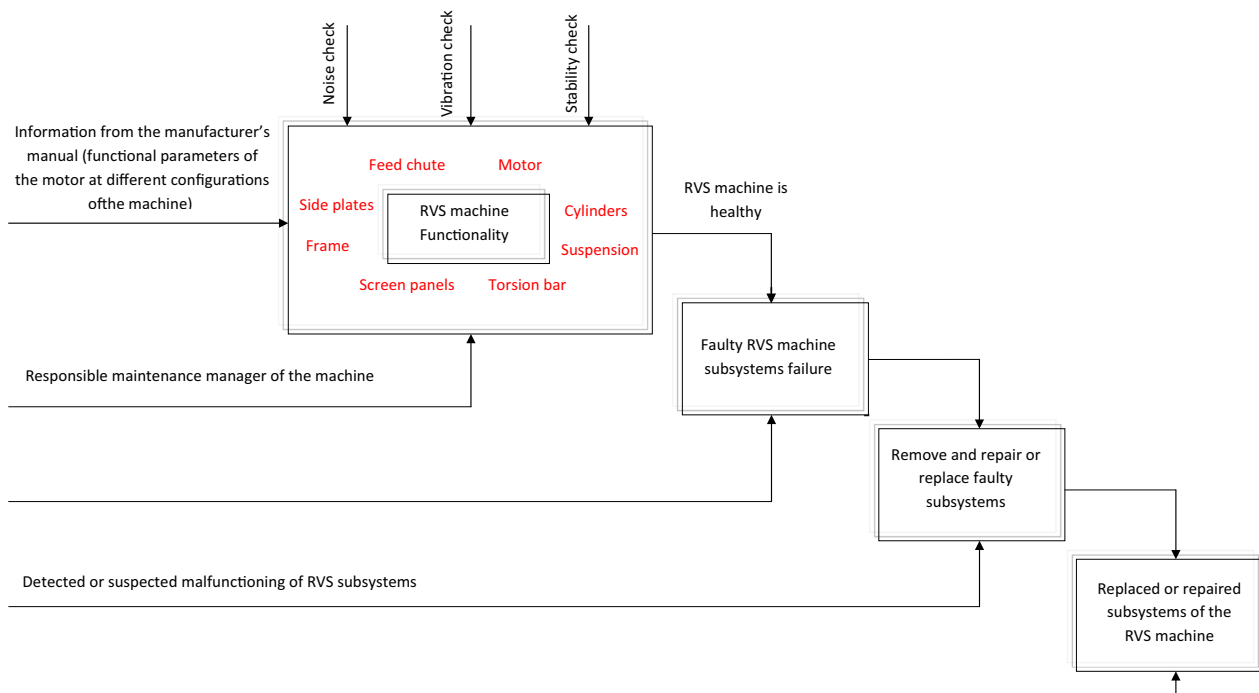 Noise check
Vibration check
Stability check
Information from the manufacturer's
manual (functional parameters of
the motor at different configurations
ofthe machine)
Feed chute
Motor
Side plates
Cylinders
Frame
Suspension
Screen panels
Torsion bar
RVS machine
Functionality
RVS machine is
healthy
Responsible maintenance manager of the machine
Faulty RVS machine
subsystems failure
Remove and repair or
replace faulty
subsystems
Detected or suspected malfunctioning of RVS subsystems
Replaced or repaired
subsystems of the
RVS machine